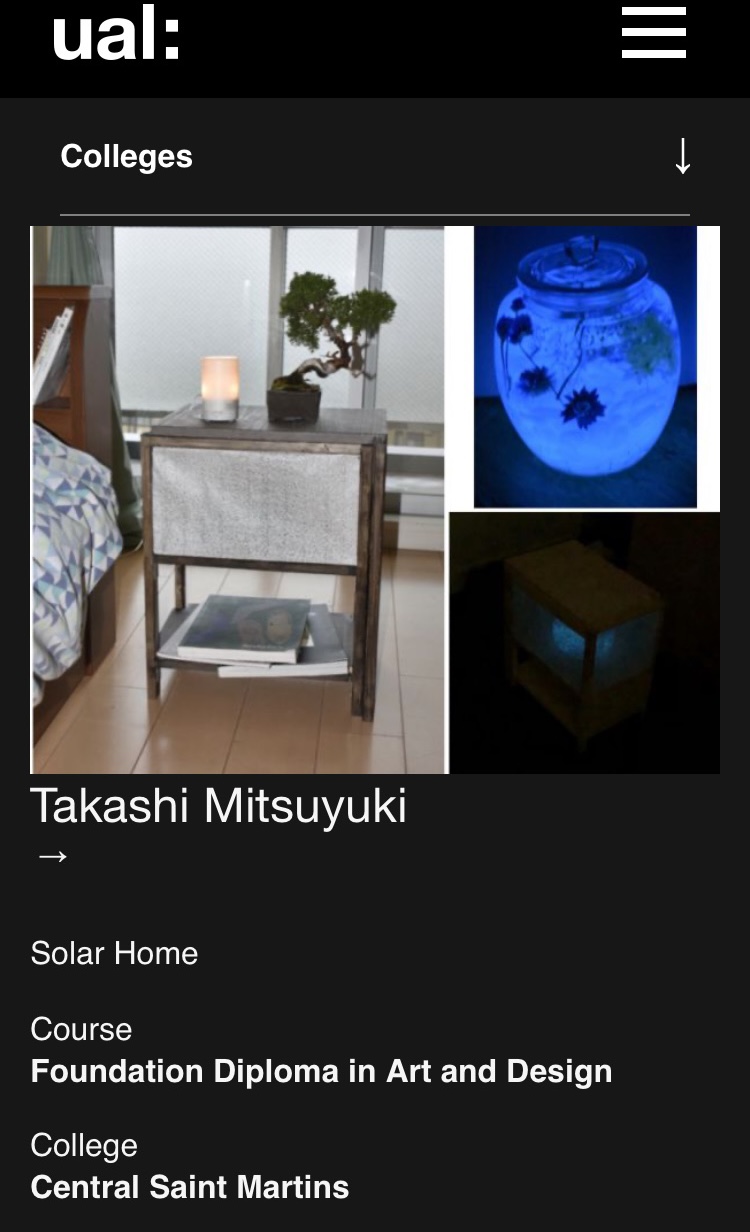 ual:
Colleges ↓
Takashi Mitsuyuki
→
Solar Home
Course
Foundation Diploma in Art and Design
College
Central Saint Martins